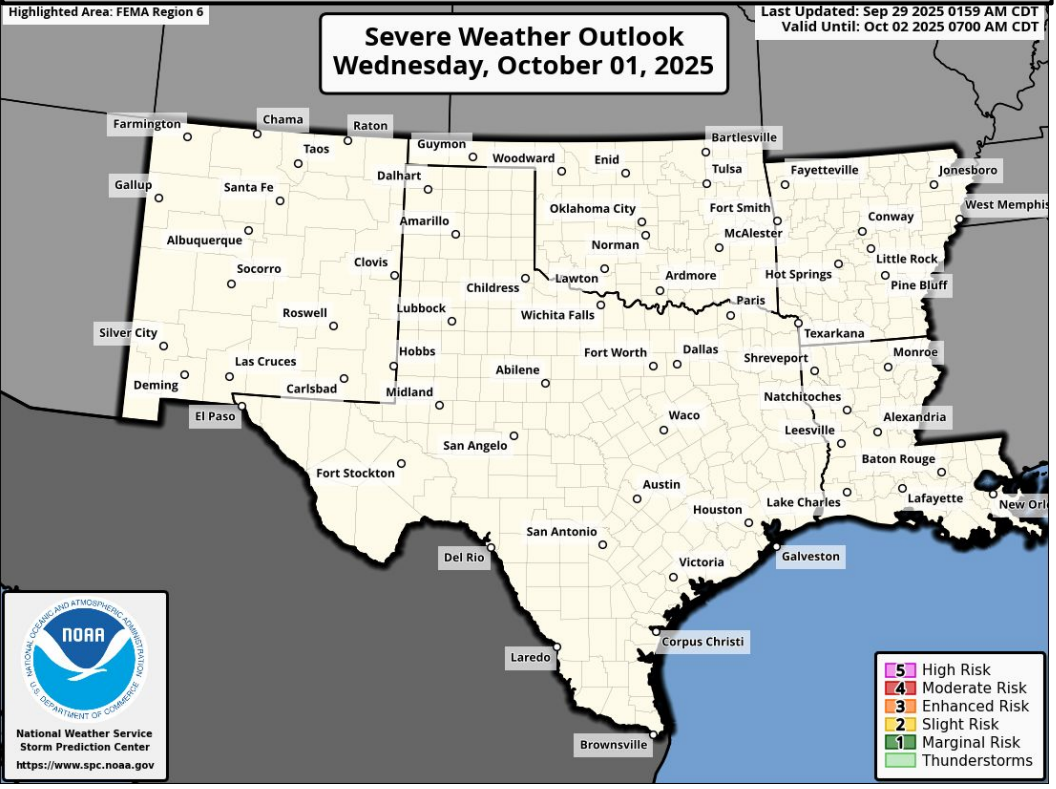 Highlighted Area: FEMA Region 6
Last Updated: Sep 29 2025 0159 AM CDT
Valid Until: Oct 02 2025 0700 AM CDT
Severe Weather Outlook
Wednesday, October 01, 2025
Farmington
Chama
Raton
Taos
Guymon
Woodward
Enid
Bartlesville
Tulsa
Fayetteville
Jonesboro
Gallup
Santa Fe
Dalhart
Amarillo
Oklahoma City
Fort Smith
West Memphis
Conway
Albuquerque
Norman
McAlester
Socorro
Clovis
Childress
Lawton
Ardmore
Hot Springs
Little Rock
Pine Bluff
Roswell
Lubbock
Wichita Falls
Paris
Texarkana
Silver City
Las Cruces
Hobbs
Abilene
Fort Worth
Dallas
Shreveport
Monroe
Deming
Carlsbad
Midland
Natchitoches
El Paso
Waco
Alexandria
San Angelo
Leesville
Fort Stockton
Baton Rouge
Austin
Houston
Lake Charles
Lafayette
New Orl
San Antonio
Del Rio
Victoria
Galveston
Corpus Christi
Laredo
Brownsville
NATIONAL OCEANIC AND ATMOSPHERIC ADMINISTRATION
NOAA
U.S. DEPARTMENT OF COMMERCE
National Weather Service
Storm Prediction Center
https://www.spc.noaa.gov
5 High Risk
4 Moderate Risk
3 Enhanced Risk
2 Slight Risk
1 Marginal Risk
Thunderstorms